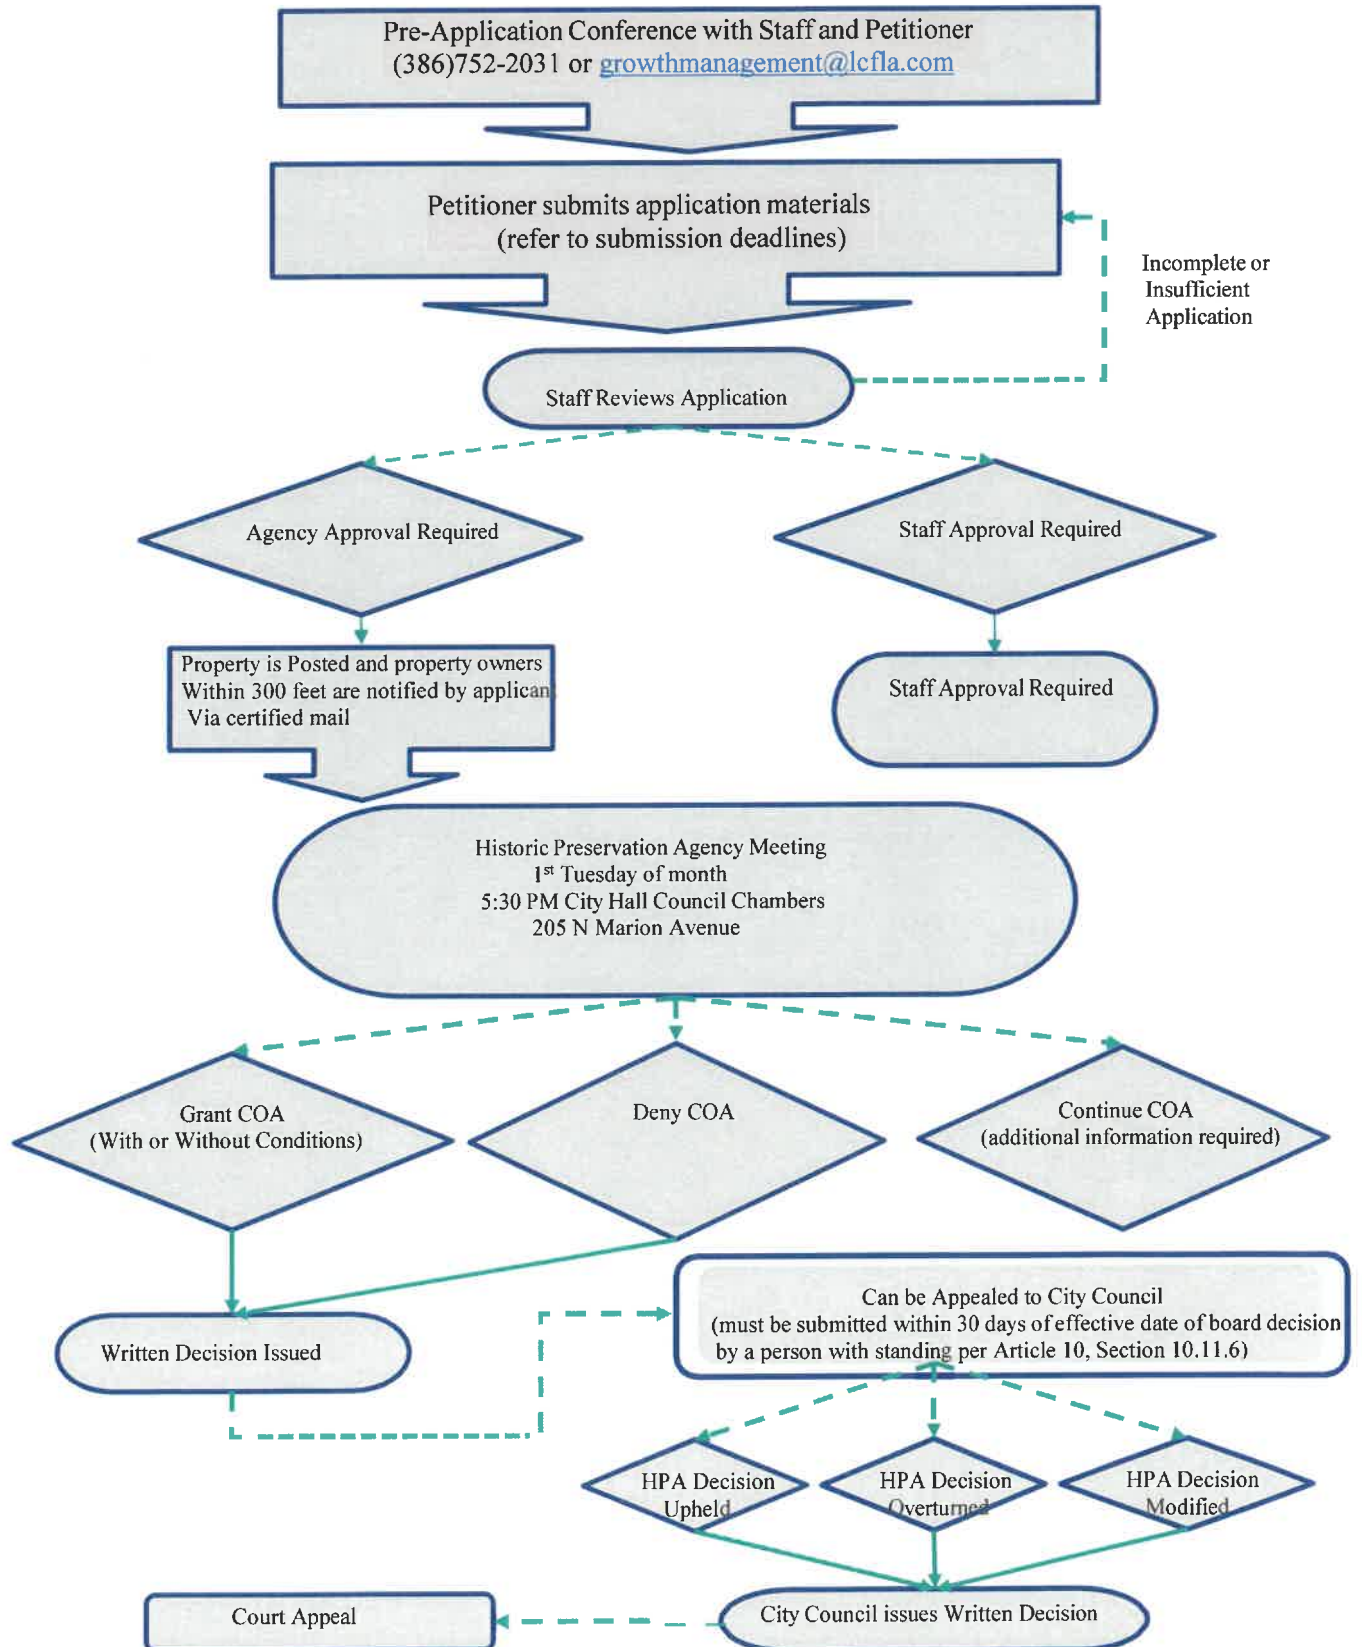 Pre-Application Conference with Staff and Petitioner
(386)752-2031 or growthmanagement@lcfla.com
Petitioner submits application materials
(refer to submission deadlines)
Incomplete or
Insufficient
Application
Staff Reviews Application
Agency Approval Required
Staff Approval Required
Property is Posted and property owners
Within 300 feet are notified by applicant
Via certified mail
Staff Approval Required
Historic Preservation Agency Meeting
1st Tuesday of month
5:30 PM City Hall Council Chambers
205 N Marion Avenue
Grant COA
(With or Without Conditions)
Deny COA
Continue COA
(additional information required)
Written Decision Issued
Can be Appealed to City Council
(must be submitted within 30 days of effective date of board decision
by a person with standing per Article 10, Section 10.11.6)
HPA Decision
Upheld
HPA Decision
Overturned
HPA Decision
Modified
Court Appeal
City Council issues Written Decision